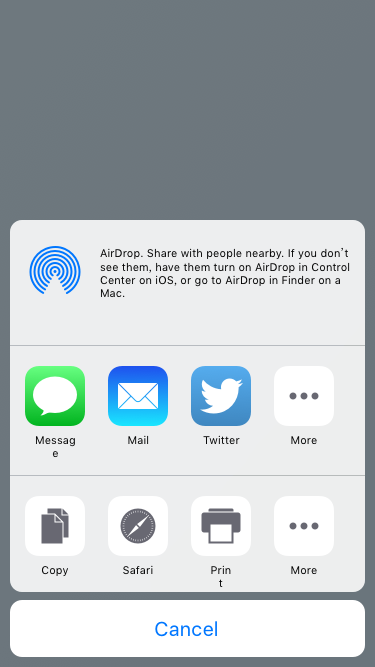 AirDrop. Share with people nearby. If you don't
see them, have them turn on AirDrop in Control
Center on iOS, or go to AirDrop in Finder on a
Mac.
Messag
e
Mail
Twitter
More
Copy
Safari
Prin
t
More
Cancel